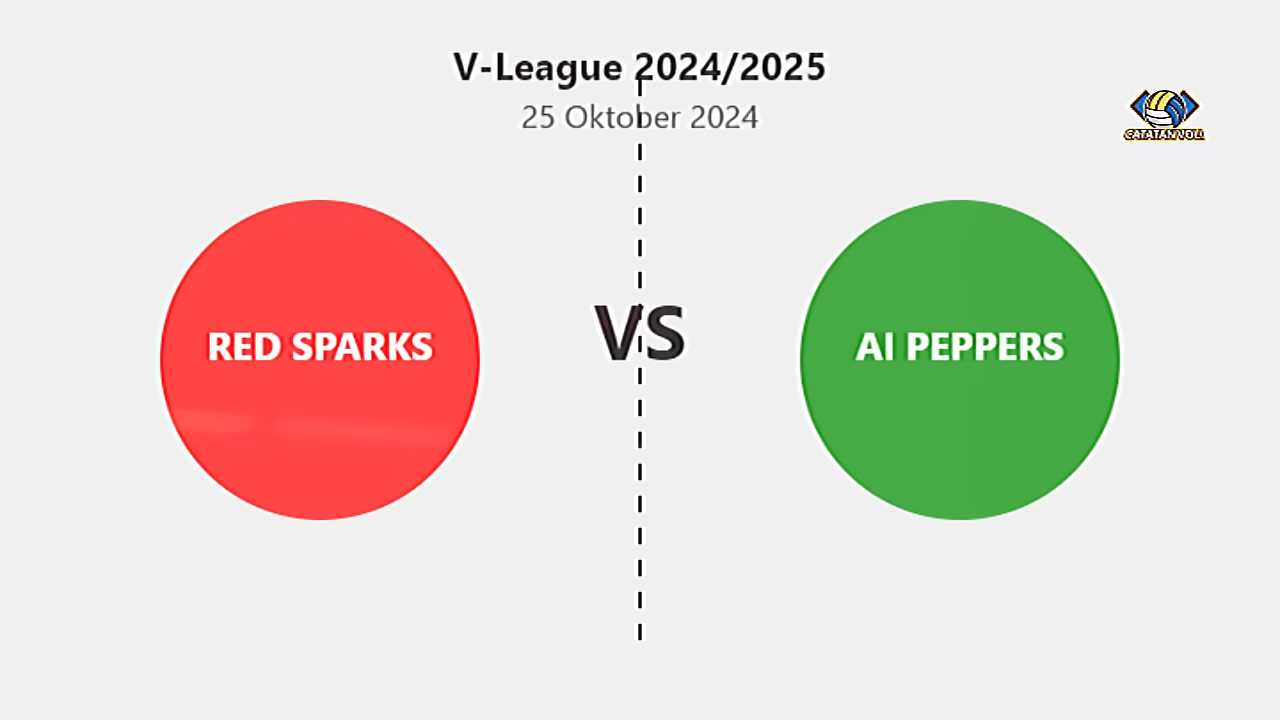 V-League 2024/2025
25 Oktober 2024
CATATAN VOLI
RED SPARKS
VS
AI PEPPERS